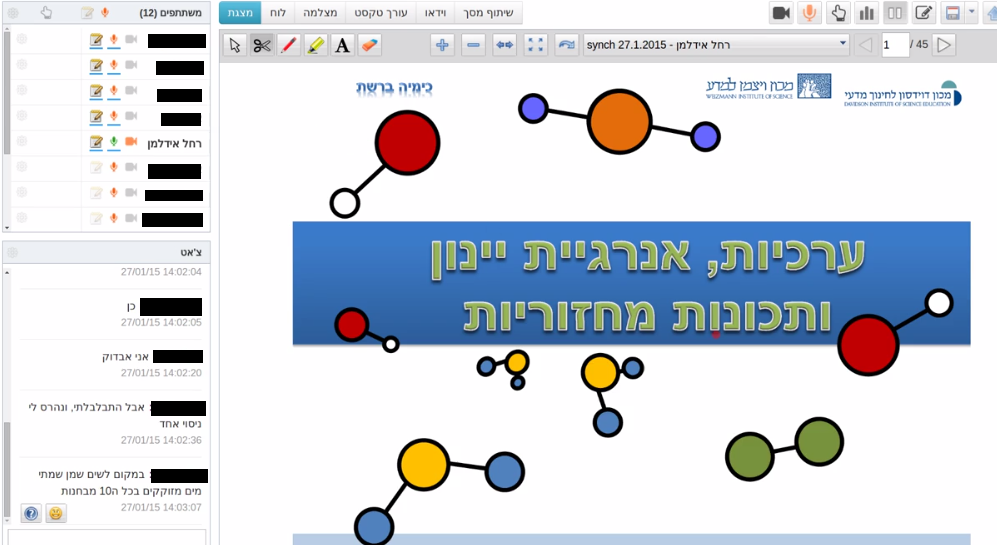 משתתפים (12)
רחל אידלמן
צ'אט
27/01/15 14:02:04
כן
27/01/15 14:02:05
אני אבדוק
27/01/15 14:02:20
: אבל התבלבלתי, ונהרס לי
ניסוי אחד
27/01/15 14:02:36
: במקום לשים שמן שמתי
מים מזוקקים בכל ה10 מבחנות
27/01/15 14:03:07
מצגת
לוח
מצלמה
עורך טקסט
וידאו
שיתוף מסך
A
synch 27.1.2015 - רחל אידלמן
1 / 45
כימיה ברשת
מכון ויצמן למדע
WEIZMANN INSTITUTE OF SCIENCE
מכון דוידסון לחינוך מדעי
DAVIDSON INSTITUTE OF SCIENCE EDUCATION
ערכיות, אנרגיית יינון
ותכונות מחזוריות